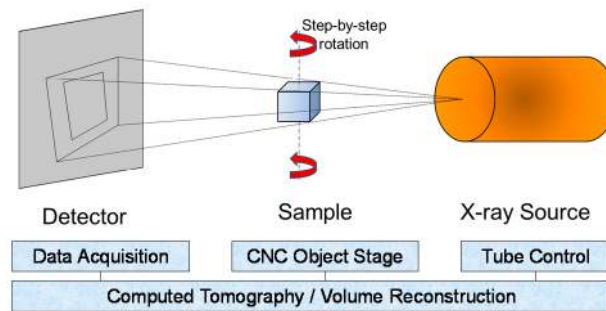 Step-by-step
rotation
Detector
Sample
X-ray Source
Data Acquisition
CNC Object Stage
Tube Control
Computed Tomography / Volume Reconstruction